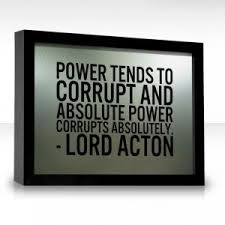 POWER TENDS TO
CORRUPT AND
ABSOLUTE POWER
CORRUPTS ABSOLUTELY.
- LORD ACTON